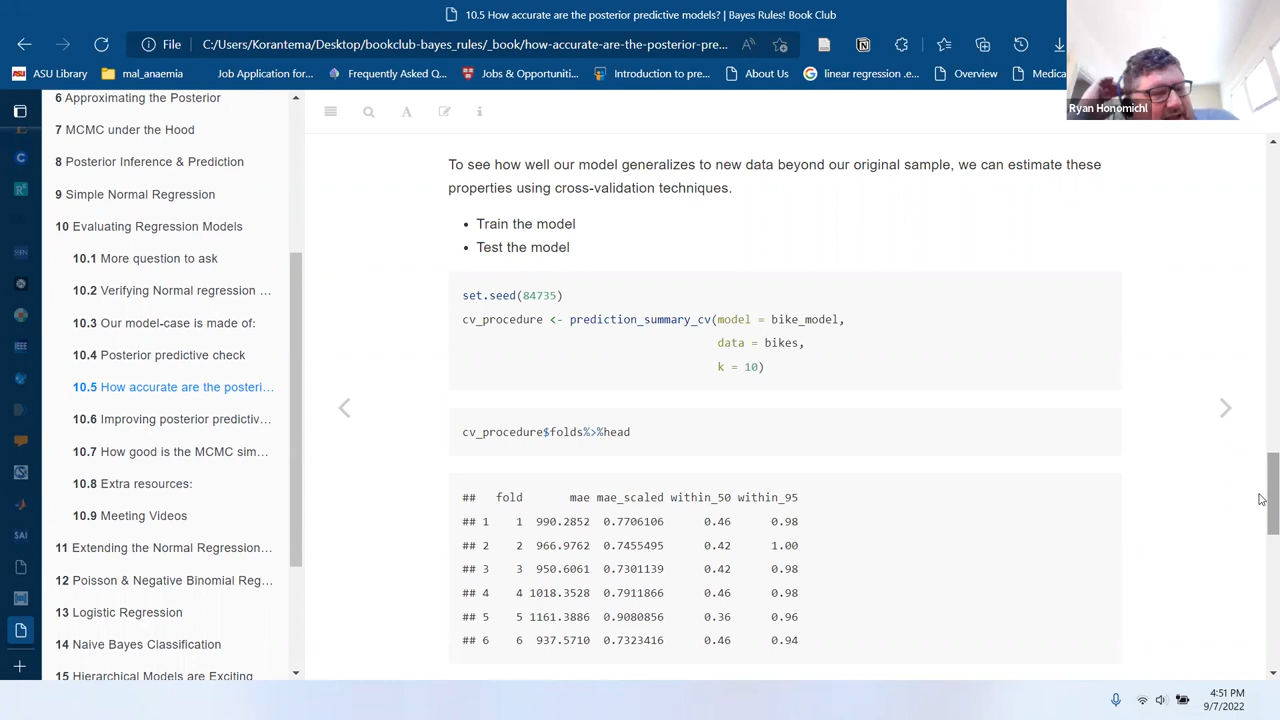 10.5 How accurate are the posterior predictive models? | Bayes Rules! Book Club
File C:/Users/Korantema/Desktop/bookclub-bayes_rules/_book/how-accurate-are-the-posterior-pre...
ASU Library mal_anaemia Job Application for... Frequently Asked Q... Jobs & Opportuniti... Introduction to pre... About Us linear regression .e... Overview Medica
Ryan Honomichl
6 Approximating the Posterior
7 MCMC under the Hood
8 Posterior Inference & Prediction
9 Simple Normal Regression
10 Evaluating Regression Models
10.1 More question to ask
10.2 Verifying Normal regression ...
10.3 Our model-case is made of:
10.4 Posterior predictive check
10.5 How accurate are the posteri...
10.6 Improving posterior predictiv...
10.7 How good is the MCMC sim...
10.8 Extra resources:
10.9 Meeting Videos
11 Extending the Normal Regression...
12 Poisson & Negative Binomial Reg...
13 Logistic Regression
14 Naive Bayes Classification
15 Hierarchical Models are Exciting
To see how well our model generalizes to new data beyond our original sample, we can estimate these
properties using cross-validation techniques.
• Train the model
• Test the model
set.seed(84735)
cv_procedure <- prediction_summary_cv(model = bike_model,
data = bikes,
k = 10)
cv_procedure$folds%>%head
## fold mae mae_scaled within_50 within_95
## 1 1 990.2852 0.7706106 0.46 0.98
## 2 2 966.9762 0.7455495 0.42 1.00
## 3 3 950.6061 0.7301139 0.42 0.98
## 4 4 1018.3528 0.7911866 0.46 0.98
## 5 5 1161.3886 0.9080856 0.36 0.96
## 6 6 937.5710 0.7323416 0.46 0.94
4:51 PM
9/7/2022